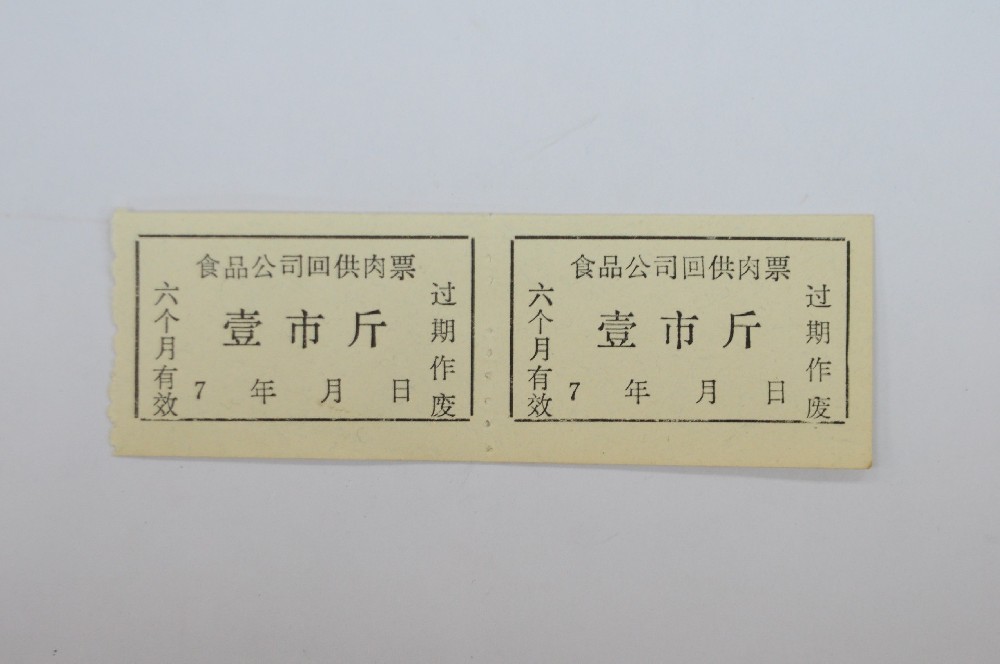 食品公司回供肉票
六个月有效
壹市斤
过期作废
7 年 月 日
食品公司回供肉票
六个月有效
壹市斤
过期作废
7 年 月 日